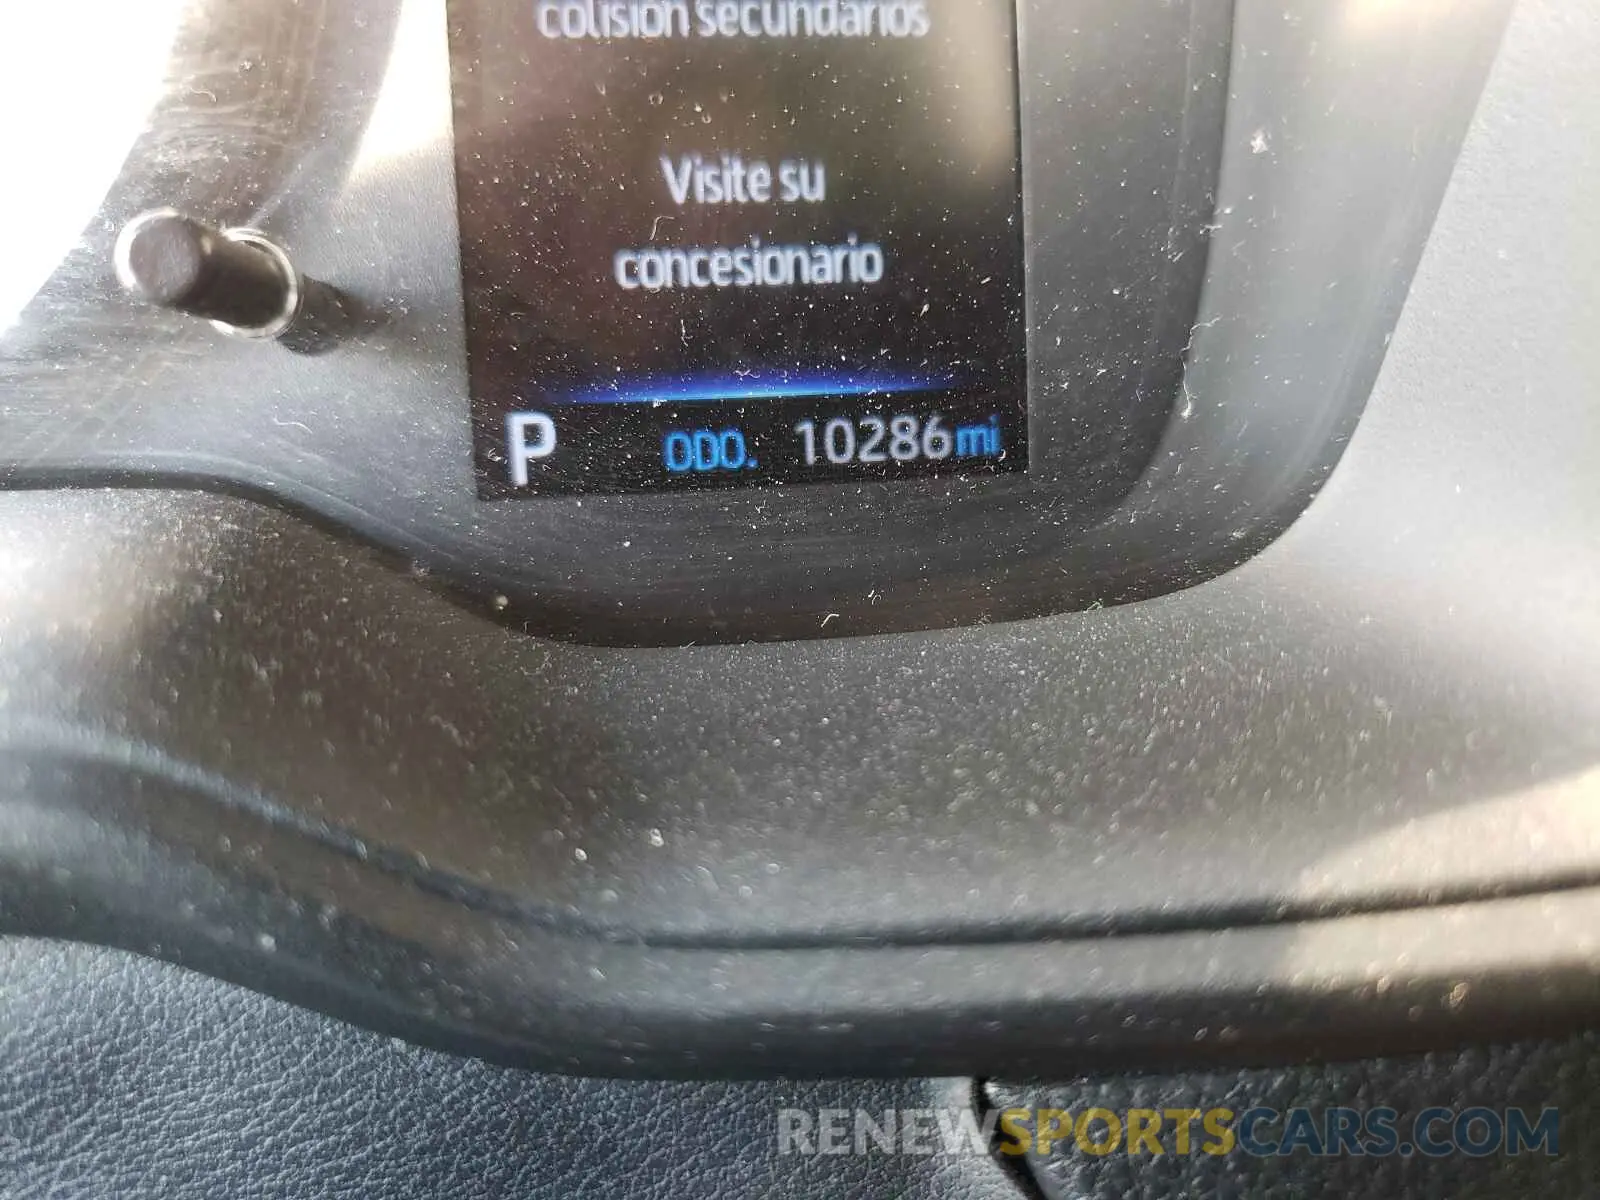 colisión secundarios
Visite su
concesionario
P ODO. 10286 mi
RENEWSPORTSCARS.COM